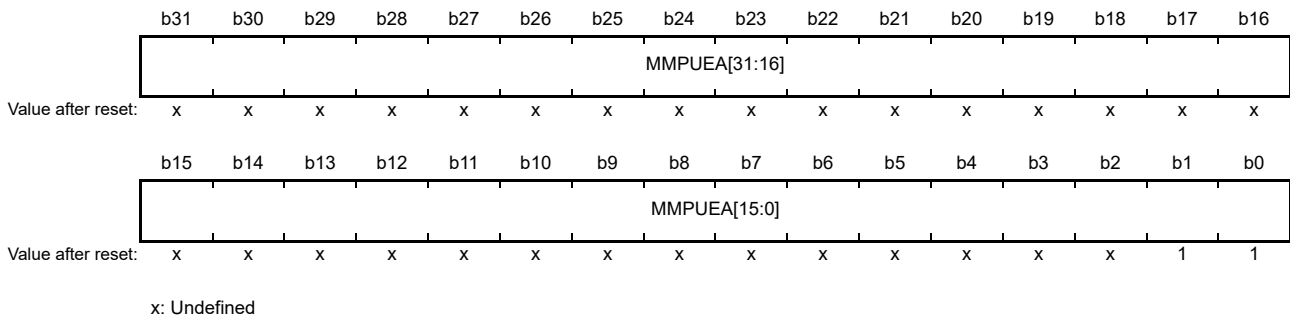 b31 b30 b29 b28 b27 b26 b25 b24 b23 b22 b21 b20 b19 b18 b17 b16
MMPUEA[31:16]
Value after reset: x x x x x x x x x x x x x x x x
b15 b14 b13 b12 b11 b10 b9 b8 b7 b6 b5 b4 b3 b2 b1 b0
MMPUEA[15:0]
Value after reset: x x x x x x x x x x x x x x 1 1
x: Undefined